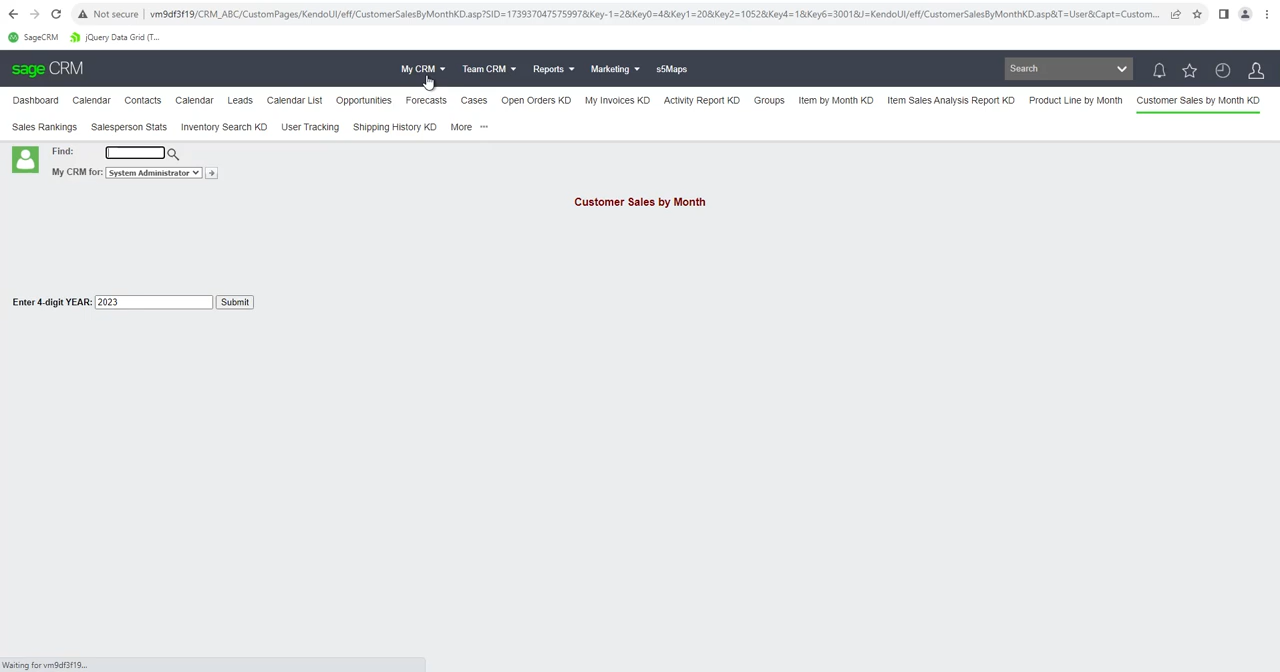 Not secure | vm9df3f19/CRM_ABC/CustomPages/KendoUI/eff/CustomerSalesByMonthKD.asp?SID=173937047575997&Key-1=2&Key0=4&Key1=20&Key2=1052&Key4=1&Key6=3001&J=KendoUI/eff/CustomerSalesByMonthKD.asp&T=User&Capt=Custom...
SageCRM jQuery Data Grid (T...
sage CRM My CRM Team CRM Reports Marketing s5Maps Search
Dashboard Calendar Contacts Calendar Leads Calendar List Opportunities Forecasts Cases Open Orders KD My Invoices KD Activity Report KD Groups Item by Month KD Item Sales Analysis Report KD Product Line by Month Customer Sales by Month KD
Sales Rankings Salesperson Stats Inventory Search KD User Tracking Shipping History KD More ...
Find:
My CRM for: System Administrator
Customer Sales by Month
Enter 4-digit YEAR: 2023 Submit
Waiting for vm9df3f19...